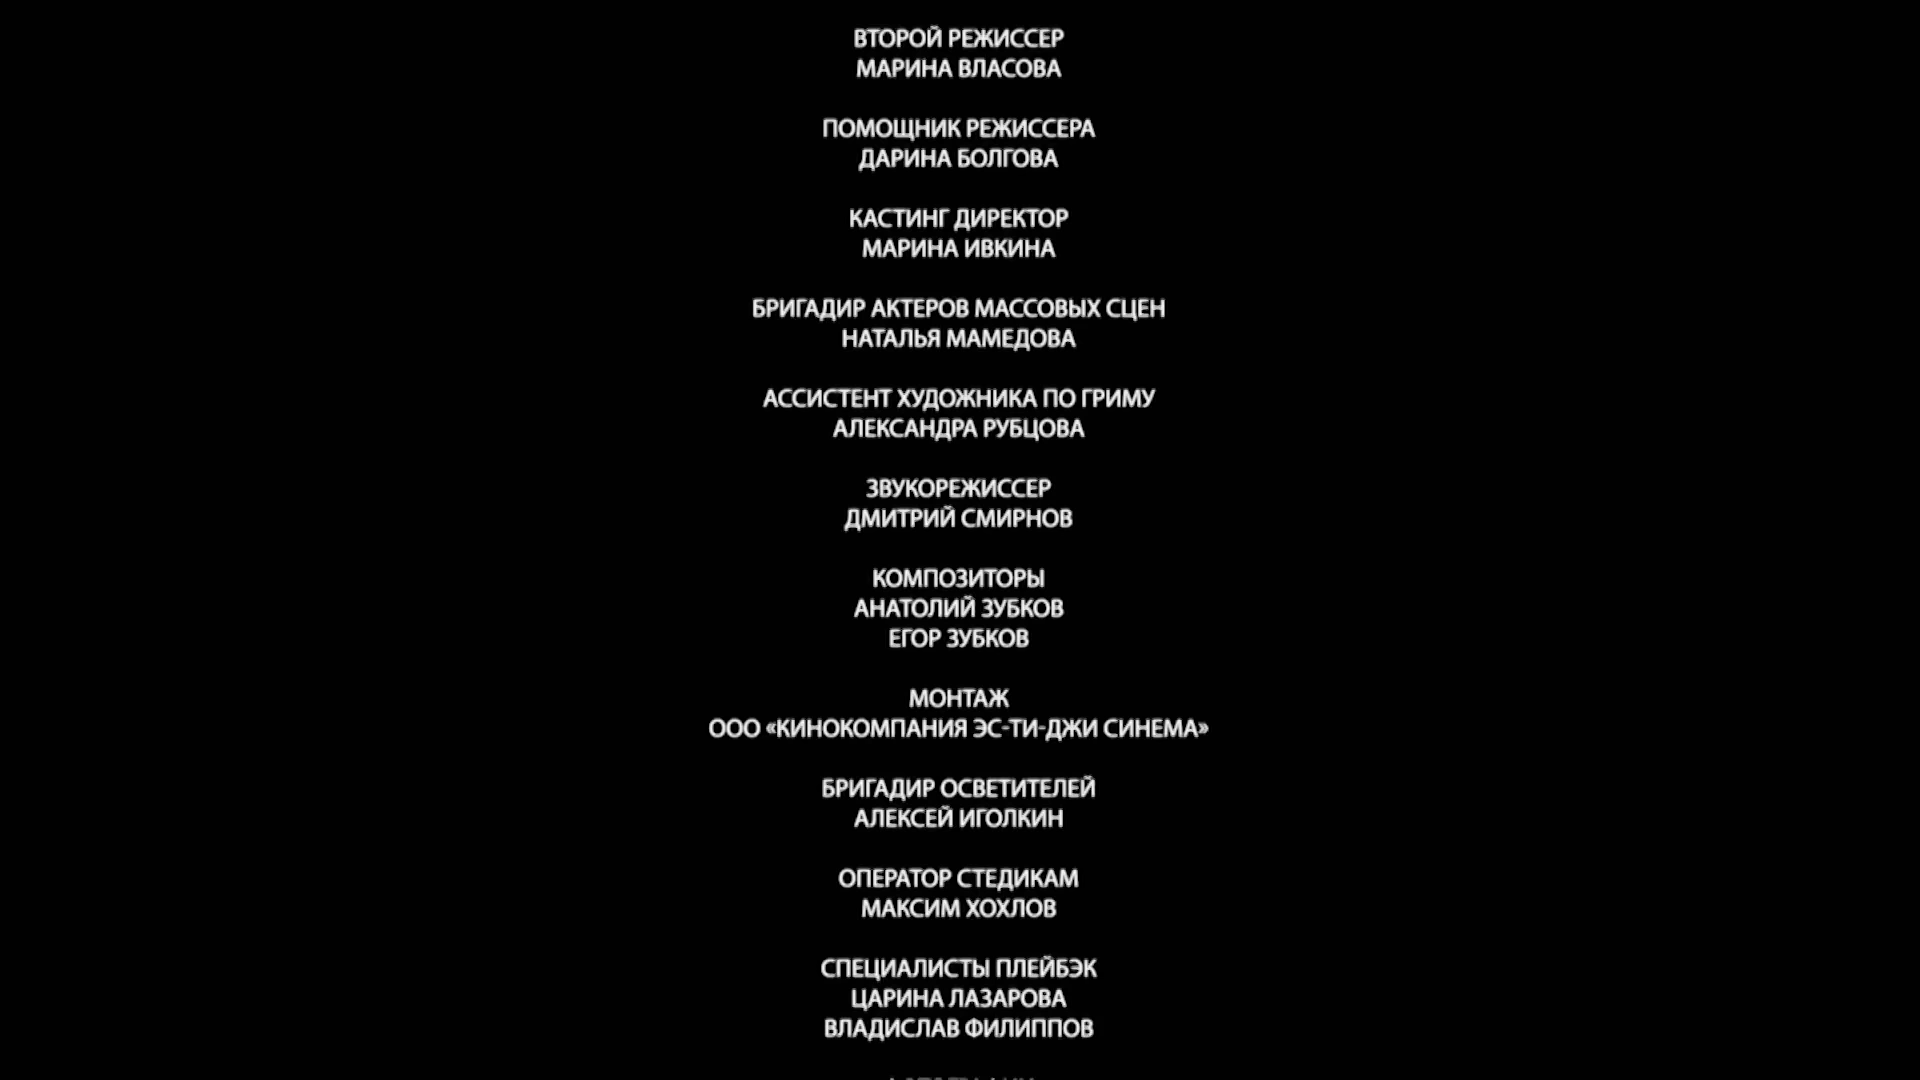 ВТОРОЙ РЕЖИССЕР
МАРИНА ВЛАСОВА
ПОМОЩНИК РЕЖИССЕРА
ДАРИНА БОЛГОВА
КАСТИНГ ДИРЕКТОР
МАРИНА ИВКИНА
БРИГАДИР АКТЕРОВ МАССОВЫХ СЦЕН
НАТАЛЬЯ МАМЕДОВА
АССИСТЕНТ ХУДОЖНИКА ПО ГРИМУ
АЛЕКСАНДРА РУБЦОВА
ЗВУКОРЕЖИССЕР
ДМИТРИЙ СМИРНОВ
КОМПОЗИТОРЫ
АНАТОЛИЙ ЗУБКОВ
ЕГОР ЗУБКОВ
МОНТАЖ
ООО «КИНОКОМПАНИЯ ЭС-ТИ-ДЖИ СИНЕМА»
БРИГАДИР ОСВЕТИТЕЛЕЙ
АЛЕКСЕЙ ИГОЛКИН
ОПЕРАТОР СТЕДИКАМ
МАКСИМ ХОХЛОВ
СПЕЦИАЛИСТЫ ПЛЕЙБЭК
ЦАРИНА ЛАЗАРОВА
ВЛАДИСЛАВ ФИЛИППОВ